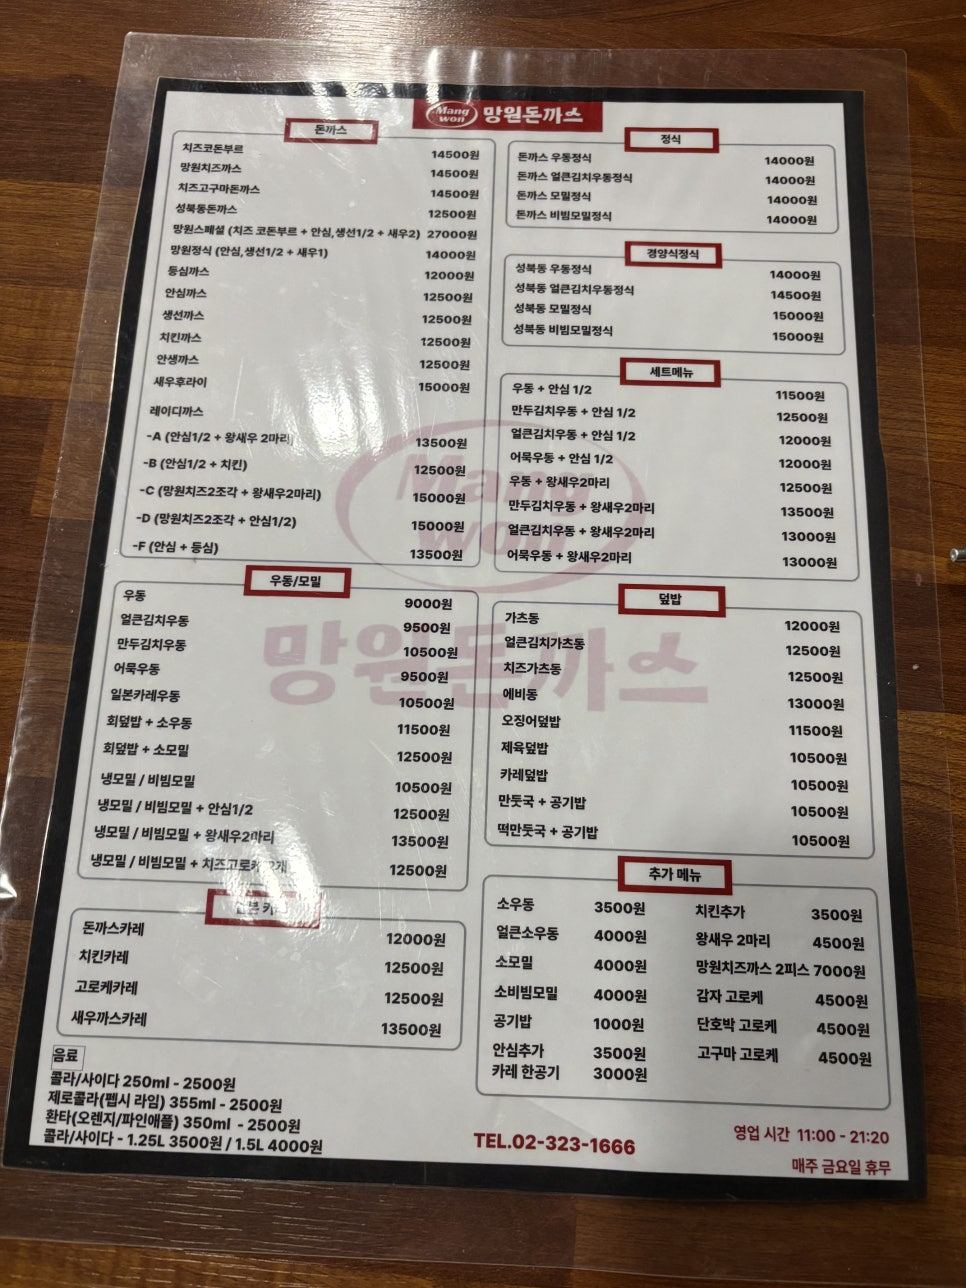 Mang won 망원돈까스
돈까스
치즈코돈부르 14500원
망원치즈까스 14500원
치즈고구마돈까스 14500원
성북동돈까스 12500원
망원스페셜 (치즈 코돈부르 + 안심,생선1/2 + 새우2) 27000원
망원정식 (안심,생선1/2 + 새우1) 14000원
등심까스 12000원
안심까스 12500원
생선까스 12500원
치킨까스 12500원
안생까스 12500원
새우후라이 15000원
레이디까스
-A (안심1/2 + 왕새우 2마리) 13500원
-B (안심1/2 + 치킨) 12500원
-C (망원치즈2조각 + 왕새우2마리) 15000원
-D (망원치즈2조각 + 안심1/2) 15000원
-F (안심 + 등심) 13500원
우동/모밀
우동 9000원
얼큰김치우동 9500원
만두김치우동 10500원
어묵우동 9500원
일본카레우동 10500원
회덮밥 + 소우동 11500원
회덮밥 + 소모밀 12500원
냉모밀 / 비빔모밀 10500원
냉모밀 / 비빔모밀 + 안심1/2 12500원
냉모밀 / 비빔모밀 + 왕새우2마리 13500원
냉모밀 / 비빔모밀 + 치즈고로케2개 12500원
일본 카레
돈까스카레 12000원
치킨카레 12500원
고로케카레 12500원
새우까스카레 13500원
음료
콜라/사이다 250ml - 2500원
제로콜라(펩시 라임) 355ml - 2500원
환타(오렌지/파인애플) 350ml - 2500원
콜라/사이다 - 1.25L 3500원 / 1.5L 4000원
정식
돈까스 우동정식 14000원
돈까스 얼큰김치우동정식 14000원
돈까스 모밀정식 14000원
돈까스 비빔모밀정식 14000원
경양식정식
성북동 우동정식 14000원
성북동 얼큰김치우동정식 14500원
성북동 모밀정식 15000원
성북동 비빔모밀정식 15000원
세트메뉴
우동 + 안심 1/2 11500원
만두김치우동 + 안심 1/2 12500원
얼큰김치우동 + 안심 1/2 12000원
어묵우동 + 안심 1/2 12000원
우동 + 왕새우2마리 12500원
만두김치우동 + 왕새우2마리 13500원
얼큰김치우동 + 왕새우2마리 13000원
어묵우동 + 왕새우2마리 13000원
덮밥
가츠동 12000원
얼큰김치가츠동 12500원
치즈가츠동 12500원
에비동 13000원
오징어덮밥 11500원
제육덮밥 10500원
카레덮밥 10500원
만둣국 + 공기밥 10500원
떡만둣국 + 공기밥 10500원
추가 메뉴
소우동 3500원
얼큰소우동 4000원
소모밀 4000원
소비빔모밀 4000원
공기밥 1000원
안심추가 3500원
카레 한공기 3000원
치킨추가 3500원
왕새우 2마리 4500원
망원치즈까스 2피스 7000원
감자 고로케 4500원
단호박 고로케 4500원
고구마 고로케 4500원
Mang won
망원돈까스
TEL.02-323-1666
영업 시간 11:00 - 21:20
매주 금요일 휴무